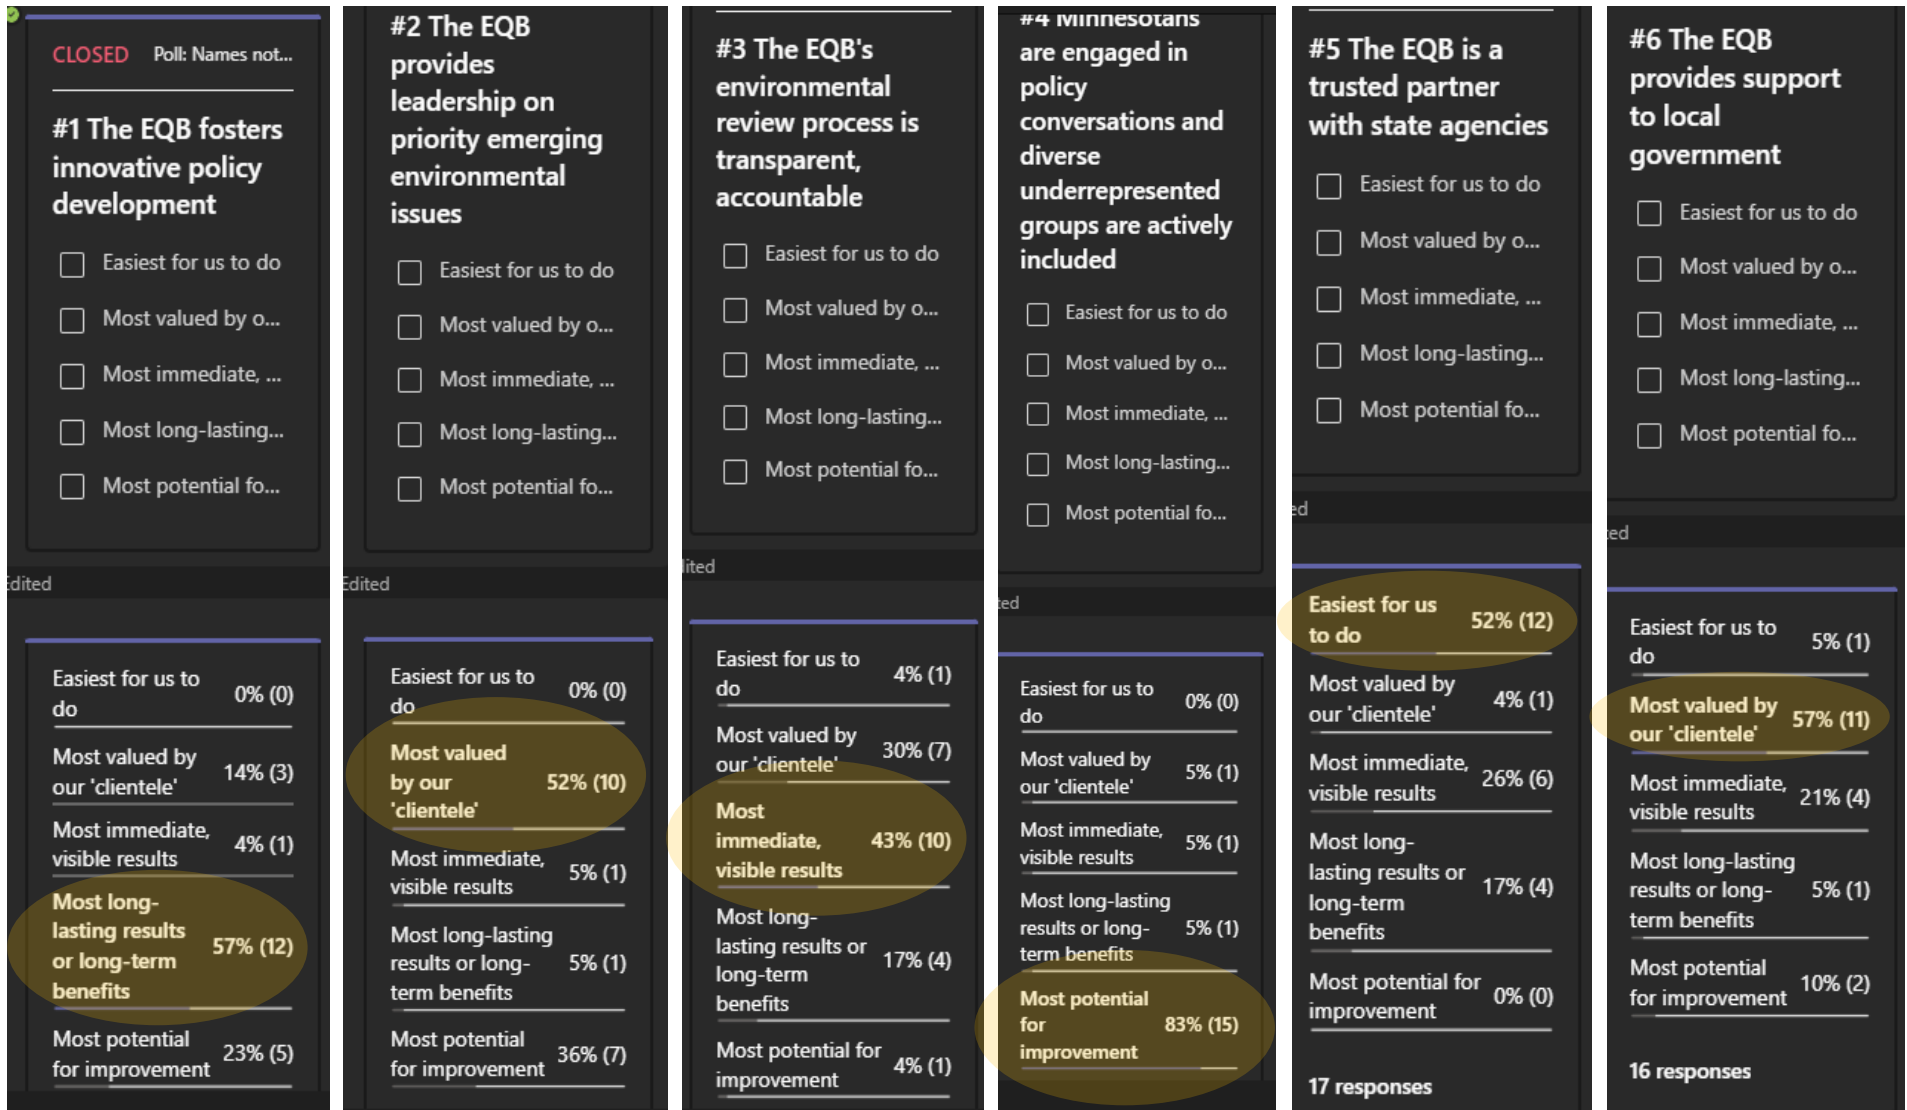 CLOSED Poll: Names not...
#1 The EQB fosters
innovative policy
development
Easiest for us to do
Most valued by o...
Most immediate, ...
Most long-lasting...
Most potential fo...
Edited
Easiest for us to
do 0% (0)
Most valued by
our 'clientele' 14% (3)
Most immediate,
visible results 4% (1)
Most long-
lasting results
or long-term
benefits 57% (12)
Most potential
for improvement 23% (5)
#2 The EQB
provides
leadership on
priority emerging
environmental
issues
Easiest for us to do
Most valued by o...
Most immediate, ...
Most long-lasting...
Most potential fo...
Edited
Easiest for us to
do 0% (0)
Most valued
by our
'clientele' 52% (10)
Most immediate,
visible results 5% (1)
Most long-lasting
results or long-
term benefits 5% (1)
Most potential
for improvement 36% (7)
#3 The EQB's
environmental
review process is
transparent,
accountable
Easiest for us to do
Most valued by o...
Most immediate, ...
Most long-lasting...
Most potential fo...
dited
Easiest for us to
do 4% (1)
Most valued by
our 'clientele' 30% (7)
Most
immediate,
visible results 43% (10)
Most long-
lasting results or
long-term
benefits 17% (4)
Most potential for
improvement 4% (1)
#4 Minnesotans
are engaged in
policy
conversations and
diverse
underrepresented
groups are actively
included
Easiest for us to do
Most valued by o...
Most immediate, ...
Most long-lasting...
Most potential fo...
ted
Easiest for us to
do 0% (0)
Most valued by
our 'clientele' 5% (1)
Most immediate,
visible results 5% (1)
Most long-lasting
results or long-
term benefits 5% (1)
Most potential
for
improvement 83% (15)
#5 The EQB is a
trusted partner
with state agencies
Easiest for us to do
Most valued by o...
Most immediate, ...
Most long-lasting...
Most potential fo...
ed
Easiest for us
to do 52% (12)
Most valued by
our 'clientele' 4% (1)
Most immediate,
visible results 26% (6)
Most long-
lasting results or
long-term
benefits 17% (4)
Most potential for
improvement 0% (0)
17 responses
#6 The EQB
provides support
to local
government
Easiest for us to do
Most valued by o...
Most immediate, ...
Most long-lasting...
Most potential fo...
ted
Easiest for us to
do 5% (1)
Most valued by
our 'clientele' 57% (11)
Most immediate,
visible results 21% (4)
Most long-lasting
results or long-
term benefits 5% (1)
Most potential
for improvement 10% (2)
16 responses